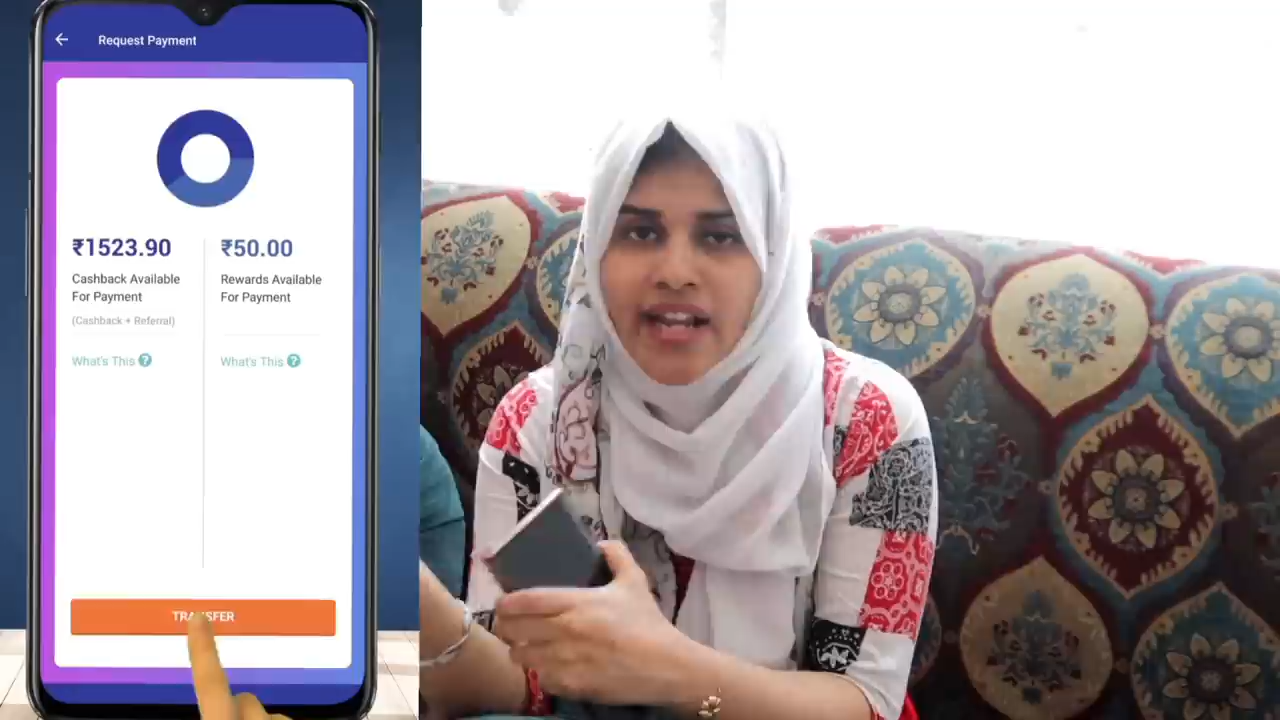 Request Payment
₹1523.90
Cashback Available
For Payment
(Cashback + Referral)
What's This ?
₹50.00
Rewards Available
For Payment
What's This ?
TRANSFER